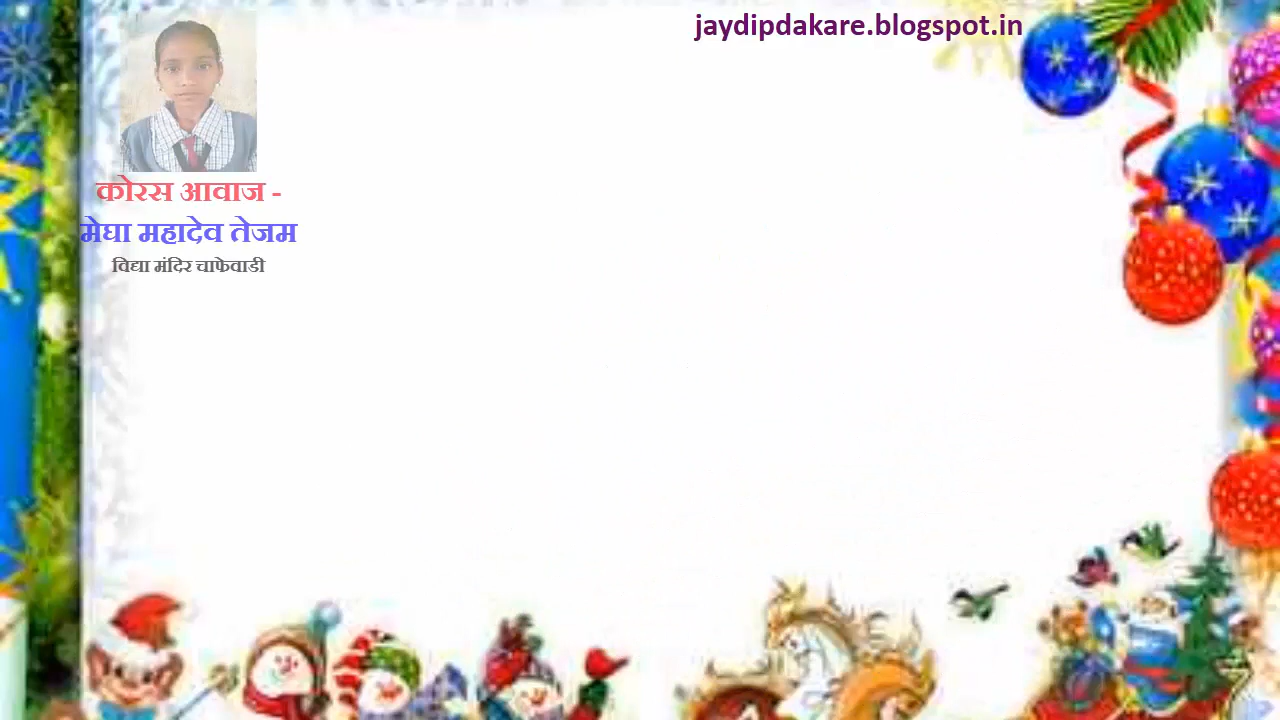 jaydipdakare.blogspot.in
कोरस आवाज -
मेघा महादेव तेजम
विद्या मंदिर चाफेवाडी